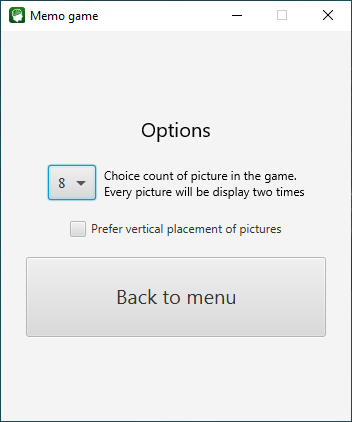 Memo game
Options
8
Choice count of picture in the game.
Every picture will be display two times
Prefer vertical placement of pictures
Back to menu